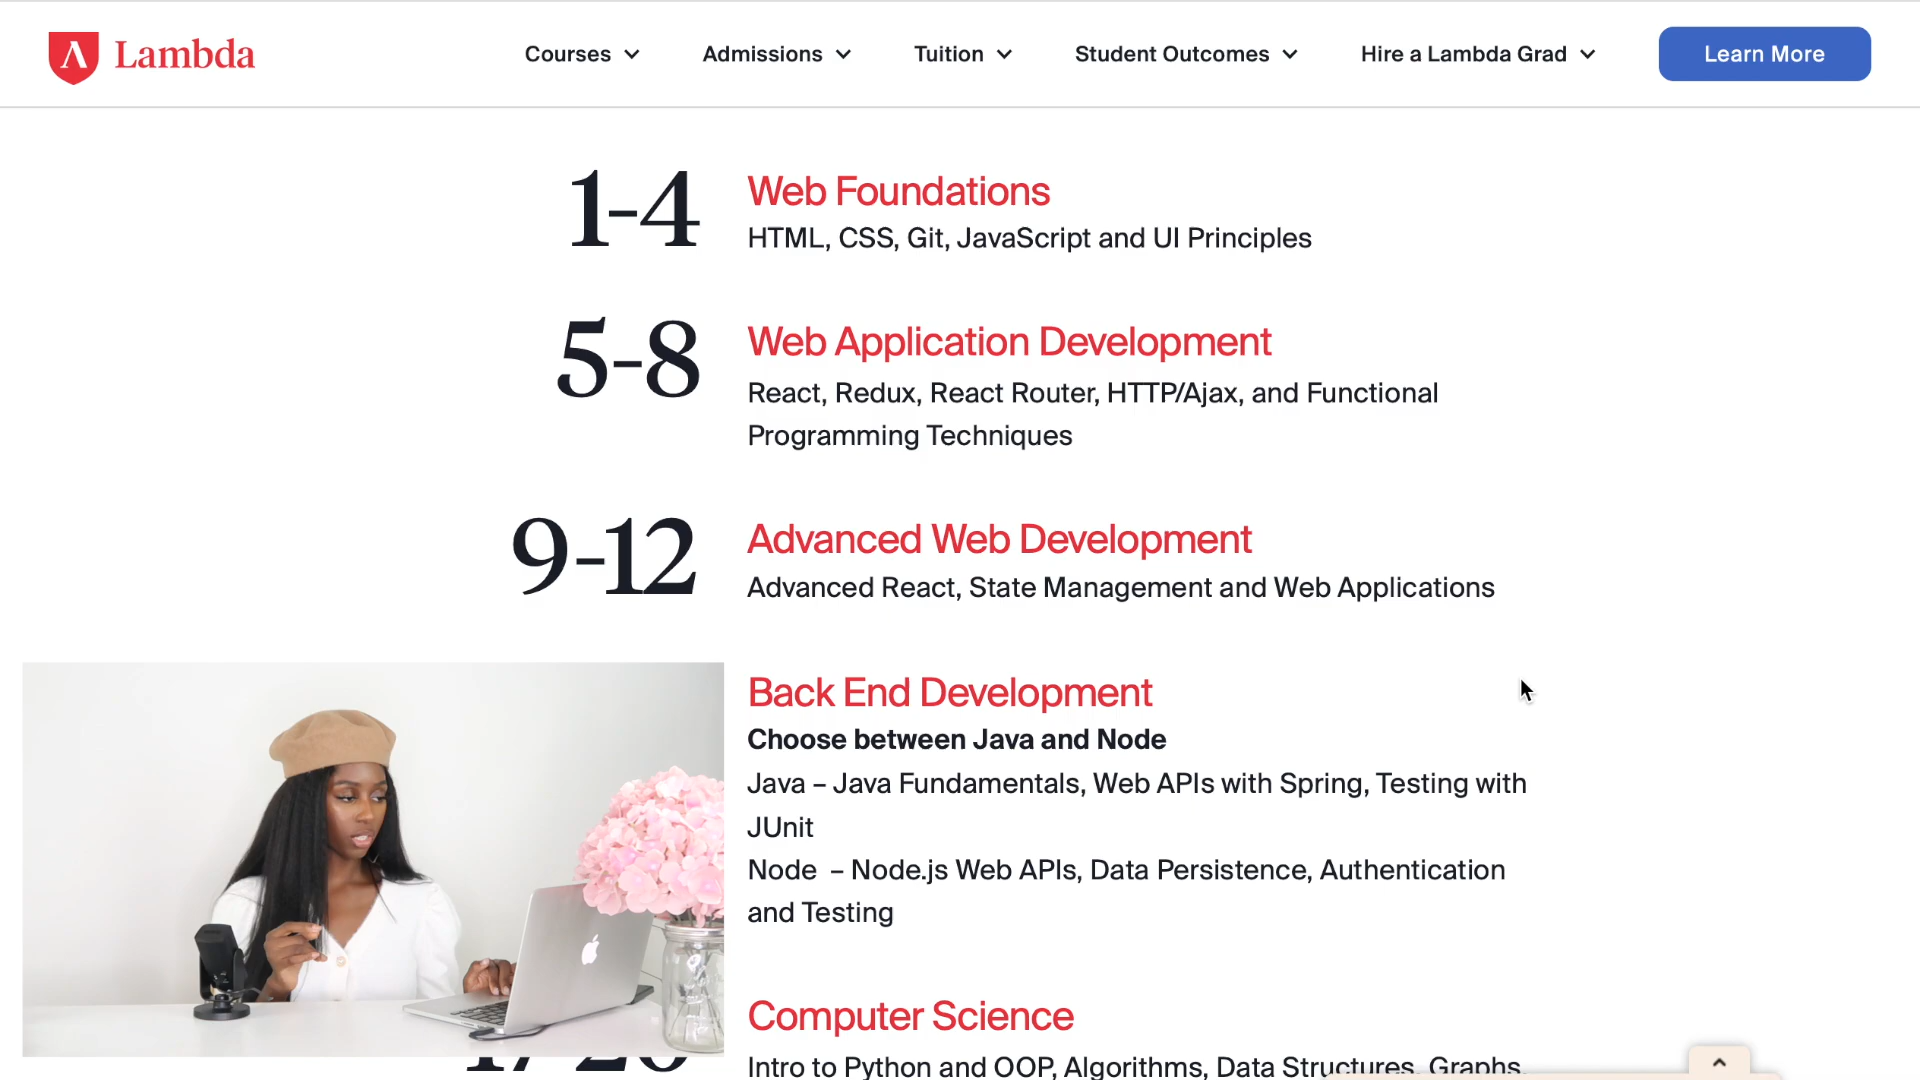 Lambda
Courses
Admissions
Tuition
Student Outcomes
Hire a Lambda Grad
Learn More
1-4
Web Foundations
HTML, CSS, Git, JavaScript and UI Principles
5-8
Web Application Development
React, Redux, React Router, HTTP/Ajax, and Functional
Programming Techniques
9-12
Advanced Web Development
Advanced React, State Management and Web Applications
Back End Development
Choose between Java and Node
Java – Java Fundamentals, Web APIs with Spring, Testing with
JUnit
Node – Node.js Web APIs, Data Persistence, Authentication
and Testing
Computer Science
Intro to Python and OOP, Algorithms, Data Structures, Graphs,